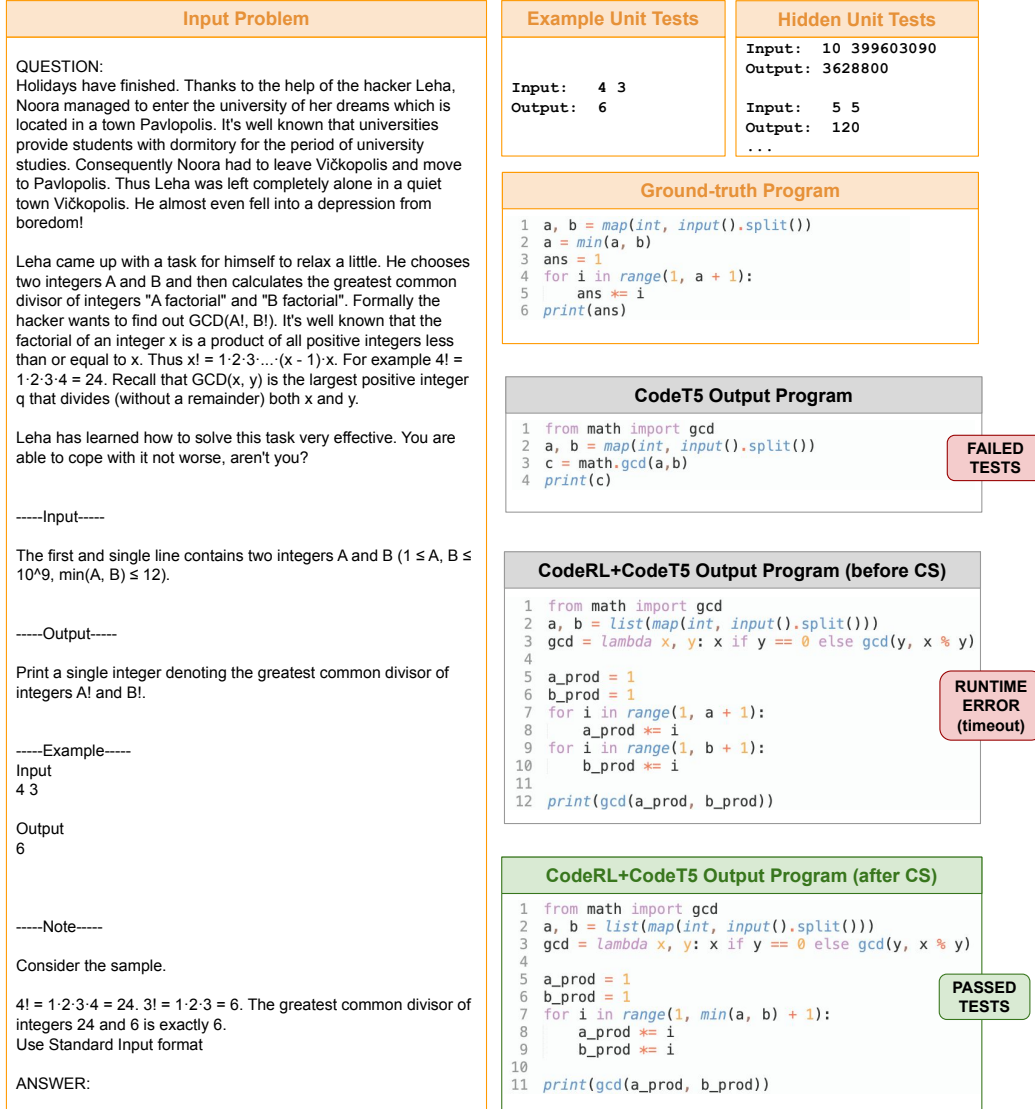 Input Problem
QUESTION:
Holidays have finished. Thanks to the help of the hacker Leha,
Noora managed to enter the university of her dreams which is
located in a town Pavlopolis. It's well known that universities
provide students with dormitory for the period of university
studies. Consequently Noora had to leave Vičkopolis and move
to Pavlopolis. Thus Leha was left completely alone in a quiet
town Vičkopolis. He almost even fell into a depression from
boredom!
Leha came up with a task for himself to relax a little. He chooses
two integers A and B and then calculates the greatest common
divisor of integers "A factorial" and "B factorial". Formally the
hacker wants to find out GCD(A!, B!). It's well known that the
factorial of an integer x is a product of all positive integers less
than or equal to x. Thus x! = 1·2·3·...·(x - 1)·x. For example 4! =
1·2·3·4 = 24. Recall that GCD(x, y) is the largest positive integer
q that divides (without a remainder) both x and y.
Leha has learned how to solve this task very effective. You are
able to cope with it not worse, aren't you?
-----Input-----
The first and single line contains two integers A and B (1 ≤ A, B ≤
10^9, min(A, B) ≤ 12).
-----Output-----
Print a single integer denoting the greatest common divisor of
integers A! and B!.
-----Example-----
Input
4 3
Output
6
-----Note-----
Consider the sample.
4! = 1·2·3·4 = 24. 3! = 1·2·3 = 6. The greatest common divisor of
integers 24 and 6 is exactly 6.
Use Standard Input format
ANSWER:
Example Unit Tests
Input: 4 3
Output: 6
Hidden Unit Tests
Input: 10 399603090
Output: 3628800
Input: 5 5
Output: 120
...
Ground-truth Program
1 a, b = map(int, input().split())
2 a = min(a, b)
3 ans = 1
4 for i in range(1, a + 1):
5     ans *= i
6 print(ans)
CodeT5 Output Program
1 from math import gcd
2 a, b = map(int, input().split())
3 c = math.gcd(a,b)
4 print(c)
FAILED
TESTS
CodeRL+CodeT5 Output Program (before CS)
1 from math import gcd
2 a, b = list(map(int, input().split()))
3 gcd = lambda x, y: x if y == 0 else gcd(y, x % y)
4
5 a_prod = 1
6 b_prod = 1
7 for i in range(1, a + 1):
8     a_prod *= i
9 for i in range(1, b + 1):
10     b_prod *= i
11
12 print(gcd(a_prod, b_prod))
RUNTIME
ERROR
(timeout)
CodeRL+CodeT5 Output Program (after CS)
1 from math import gcd
2 a, b = list(map(int, input().split()))
3 gcd = lambda x, y: x if y == 0 else gcd(y, x % y)
4
5 a_prod = 1
6 b_prod = 1
7 for i in range(1, min(a, b) + 1):
8     a_prod *= i
9     b_prod *= i
10
11 print(gcd(a_prod, b_prod))
PASSED
TESTS